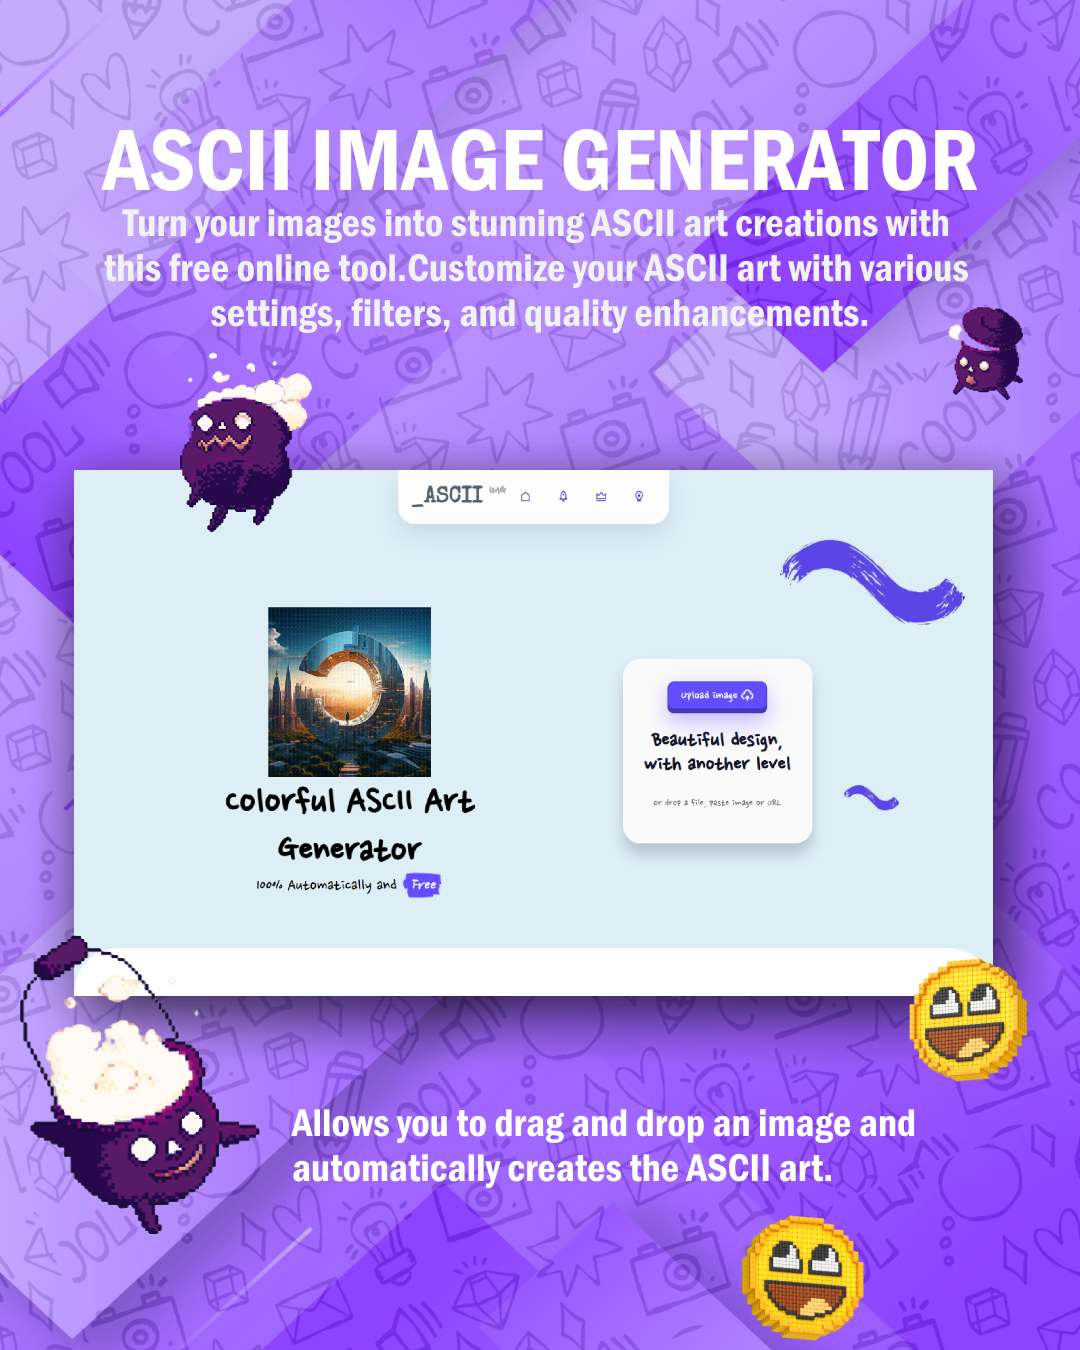 ASCII IMAGE GENERATOR
Turn your images into stunning ASCII art creations with
this free online tool.Customize your ASCII art with various
settings, filters, and quality enhancements.
_ASCII img
Upload image
Beautiful design,
with another level
or drop a file, paste image or URL
Colorful ASCII Art
Generator
100% Automatically and Free
Allows you to drag and drop an image and
automatically creates the ASCII art.